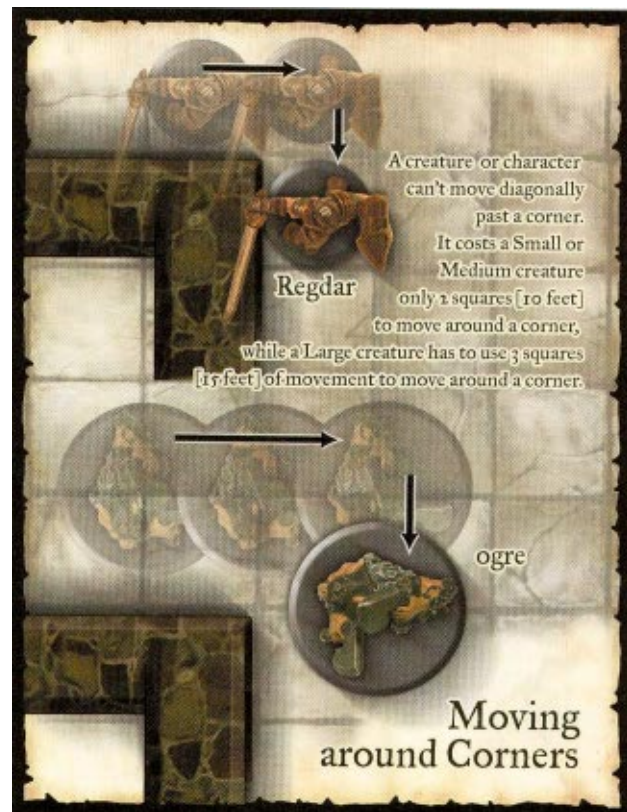 A creature or character
can't move diagonally
past a corner.
It costs a Small or
Medium creature
only 2 squares [10 feet]
to move around a corner,
while a Large creature has to use 3 squares
[15 feet] of movement to move around a corner.
Regdar
ogre
Moving
around Corners